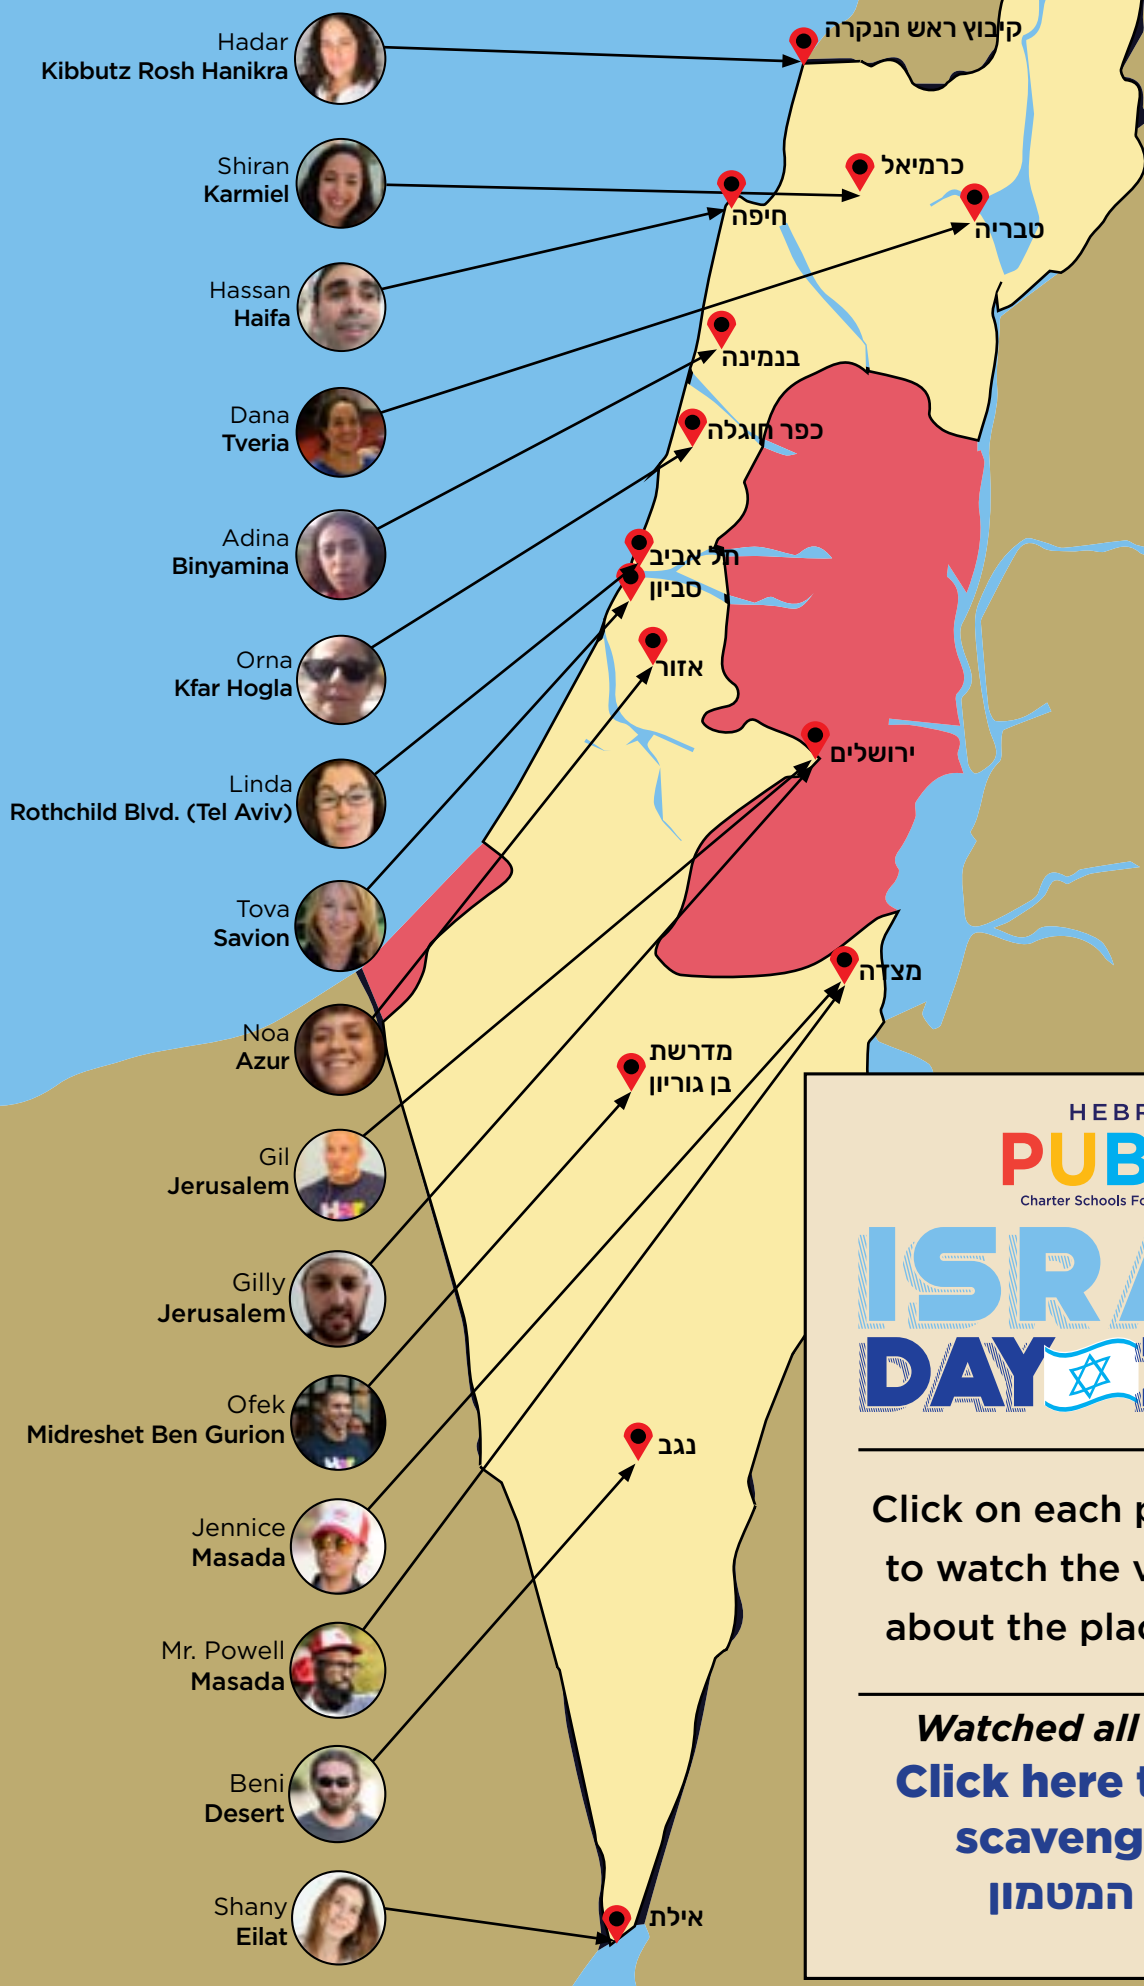 Hadar
Kibbutz Rosh Hanikra
Shiran
Karmiel
Hassan
Haifa
Dana
Tveria
Adina
Binyamina
Orna
Kfar Hogla
Linda
Rothchild Blvd. (Tel Aviv)
Tova
Savion
Noa
Azur
Gil
Jerusalem
Gilly
Jerusalem
Ofek
Midreshet Ben Gurion
Jennice
Masada
Mr. Powell
Masada
Beni
Desert
Shany
Eilat
קיבוץ ראש הנקרה
כרמיאל
חיפה
טבריה
בנמינה
כפר חוגלה
תל אביב
סביון
אזור
ירושלים
מצדה
מדרשת
בן גוריון
נגב
אילת
HEBR
PUB
Charter Schools Fo
ISRA
DAY
Click on each p
to watch the v
about the plac
Watched all
Click here t
scaveng
המטמון